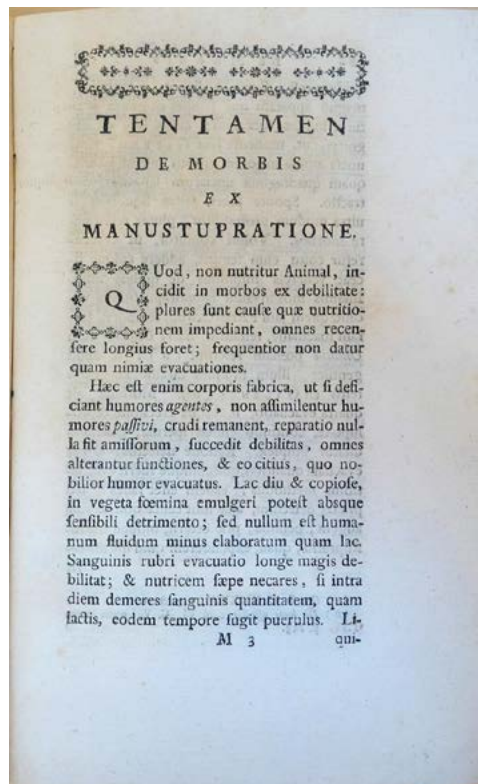 TENTAMEN
DE MORBIS
EX
MANUSTUPRATIONE.
QUod, non nutritur Animal, in-
cidit in morbos ex debilitate:
plures sunt causæ quæ nutritio-
nem impediant, omnes recen-
sere longius foret; frequentior non datur
quam nimiæ evacuationes.
Hæc est enim corporis fabrica, ut si defi-
ciant humores agentes, non assimilentur hu-
mores passivi, crudi remanent, reparatio nul-
la fit amissorum, succedit debilitas, omnes
alterantur functiones, & eo citius, quo no-
bilior humor evacuatus. Lac diu & copiose,
in vegeta fœmina emulgeri potest absque
sensibili detrimento; sed nullum est huma-
num fluidum minus elaboratum quam lac.
Sanguinis rubri evacuatio longe magis de-
bilitat; & nutricem sæpe necares, si intra
diem demeres sanguinis quantitatem, quam
lactis, eodem tempore sugit puerulus. Li-
M 3 qui-